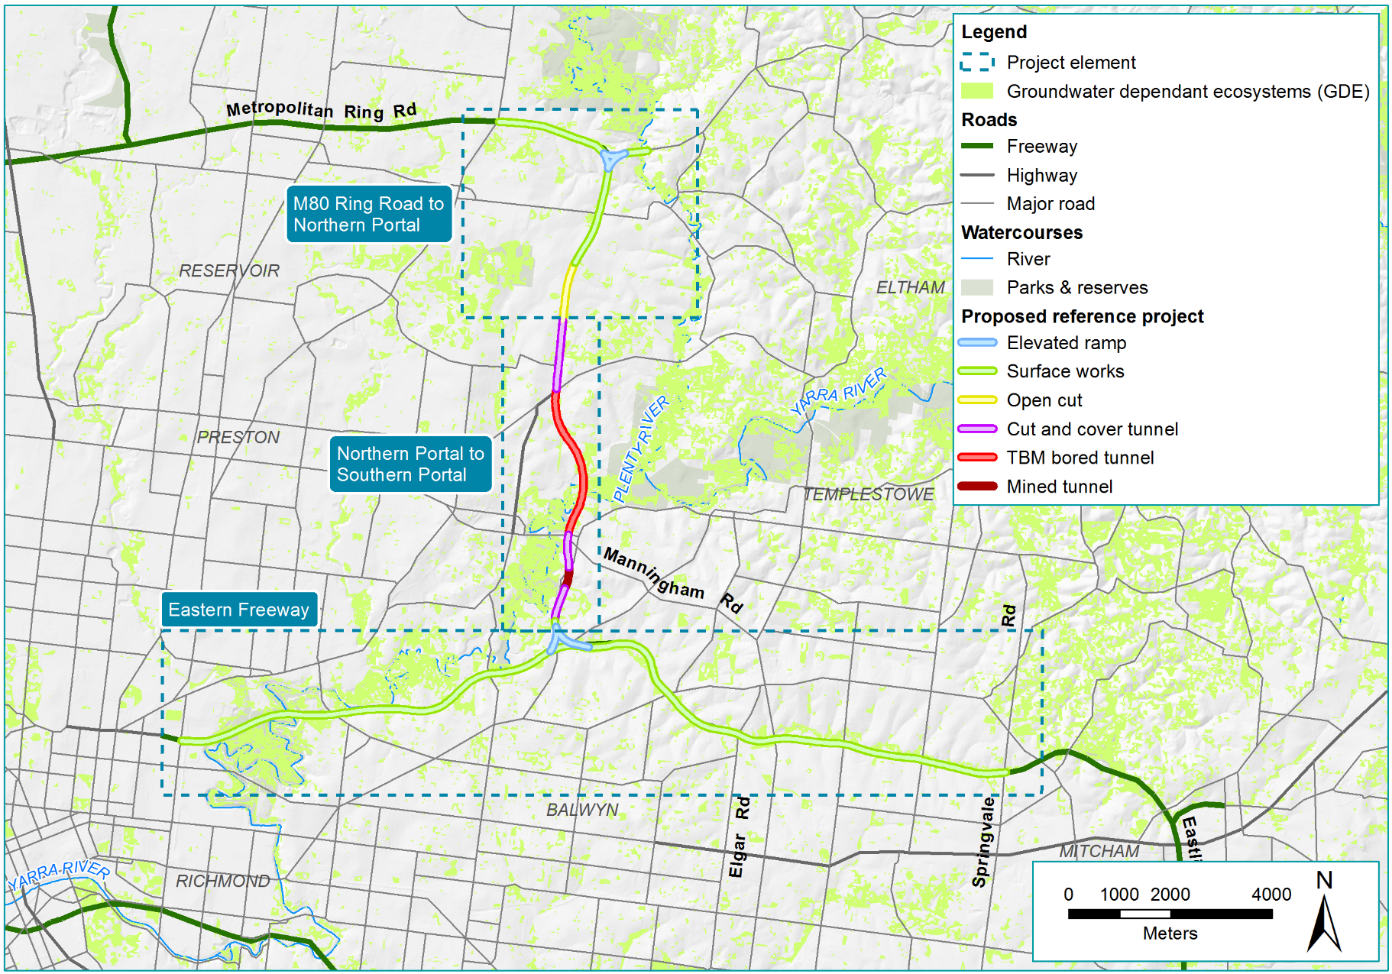 Metropolitan Ring Rd
M80 Ring Road to
Northern Portal
RESERVOIR
ELTHAM
PRESTON
Northern Portal to
Southern Portal
PLENTY RIVER
YARRA RIVER
TEMPLESTOWE
Manningham Rd
Eastern Freeway
Rd
BALWYN
Elgar Rd
Springvale
MITCHAM
Eastl
RICHMOND
YARRA RIVER
Legend
Project element
Groundwater dependant ecosystems (GDE)
Roads
Freeway
Highway
Major road
Watercourses
River
Parks & reserves
Proposed reference project
Elevated ramp
Surface works
Open cut
Cut and cover tunnel
TBM bored tunnel
Mined tunnel
0 1000 2000 4000
Meters
N